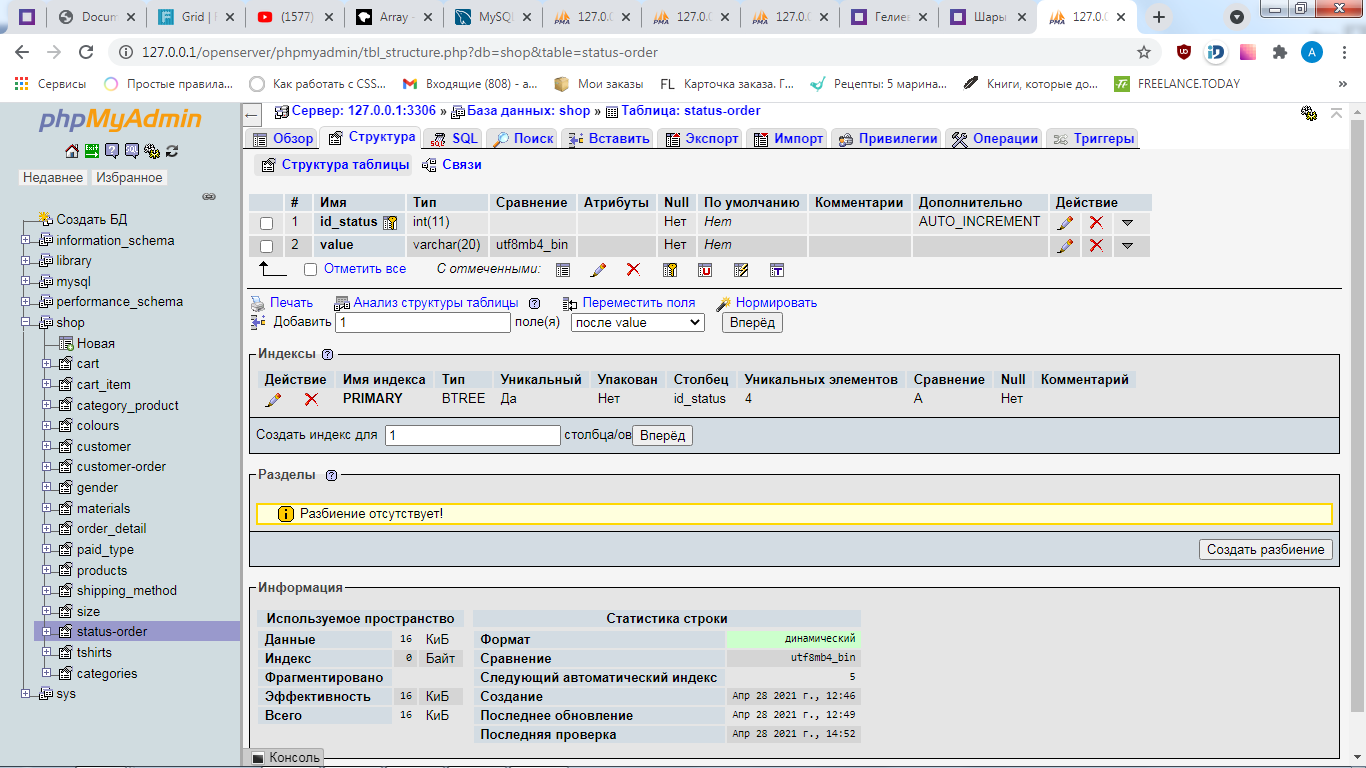 Docum
Grid | F
(1577)
Array -
MySQL
127.0.
127.0.
127.0.
Гелиев
Шары
127.0.
127.0.0.1/openserver/phpmyadmin/tbl_structure.php?db=shop&table=status-order
Сервисы
Простые правила...
Как работать с CSS...
Входящие (808) - a...
Мои заказы
FL Карточка заказа. Г...
Рецепты: 5 марина...
Книги, которые до...
FREELANCE.TODAY
phpMyAdmin
Недавнее
Избранное
Создать БД
information_schema
library
mysql
performance_schema
shop
Новая
cart
cart_item
category_product
colours
customer
customer-order
gender
materials
order_detail
paid_type
products
shipping_method
size
status-order
tshirts
categories
sys
Сервер: 127.0.0.1:3306 » База данных: shop » Таблица: status-order
Обзор Структура SQL Поиск Вставить Экспорт Импорт Привилегии Операции Триггеры
Структура таблицы Связи
# Имя Тип Сравнение Атрибуты Null По умолчанию Комментарии Дополнительно Действие
1 id_status int(11) Нет Нет AUTO_INCREMENT
2 value varchar(20) utf8mb4_bin Нет Нет
Отметить все С отмеченными:
Печать Анализ структуры таблицы Переместить поля Нормировать
Добавить 1 поле(я) после value Вперёд
Индексы
Действие Имя индекса Тип Уникальный Упакован Столбец Уникальных элементов Сравнение Null Комментарий
PRIMARY BTREE Да Нет id_status 4 A Нет
Создать индекс для 1 столбца/ов Вперёд
Разделы
Разбиение отсутствует!
Создать разбиение
Информация
Используемое пространство
Данные 16 КиБ
Индекс 0 Байт
Фрагментировано
Эффективность 16 КиБ
Всего 16 КиБ
Статистика строки
Формат динамический
Сравнение utf8mb4_bin
Следующий автоматический индекс 5
Создание Апр 28 2021 г., 12:46
Последнее обновление Апр 28 2021 г., 12:49
Последняя проверка Апр 28 2021 г., 14:52
Консоль